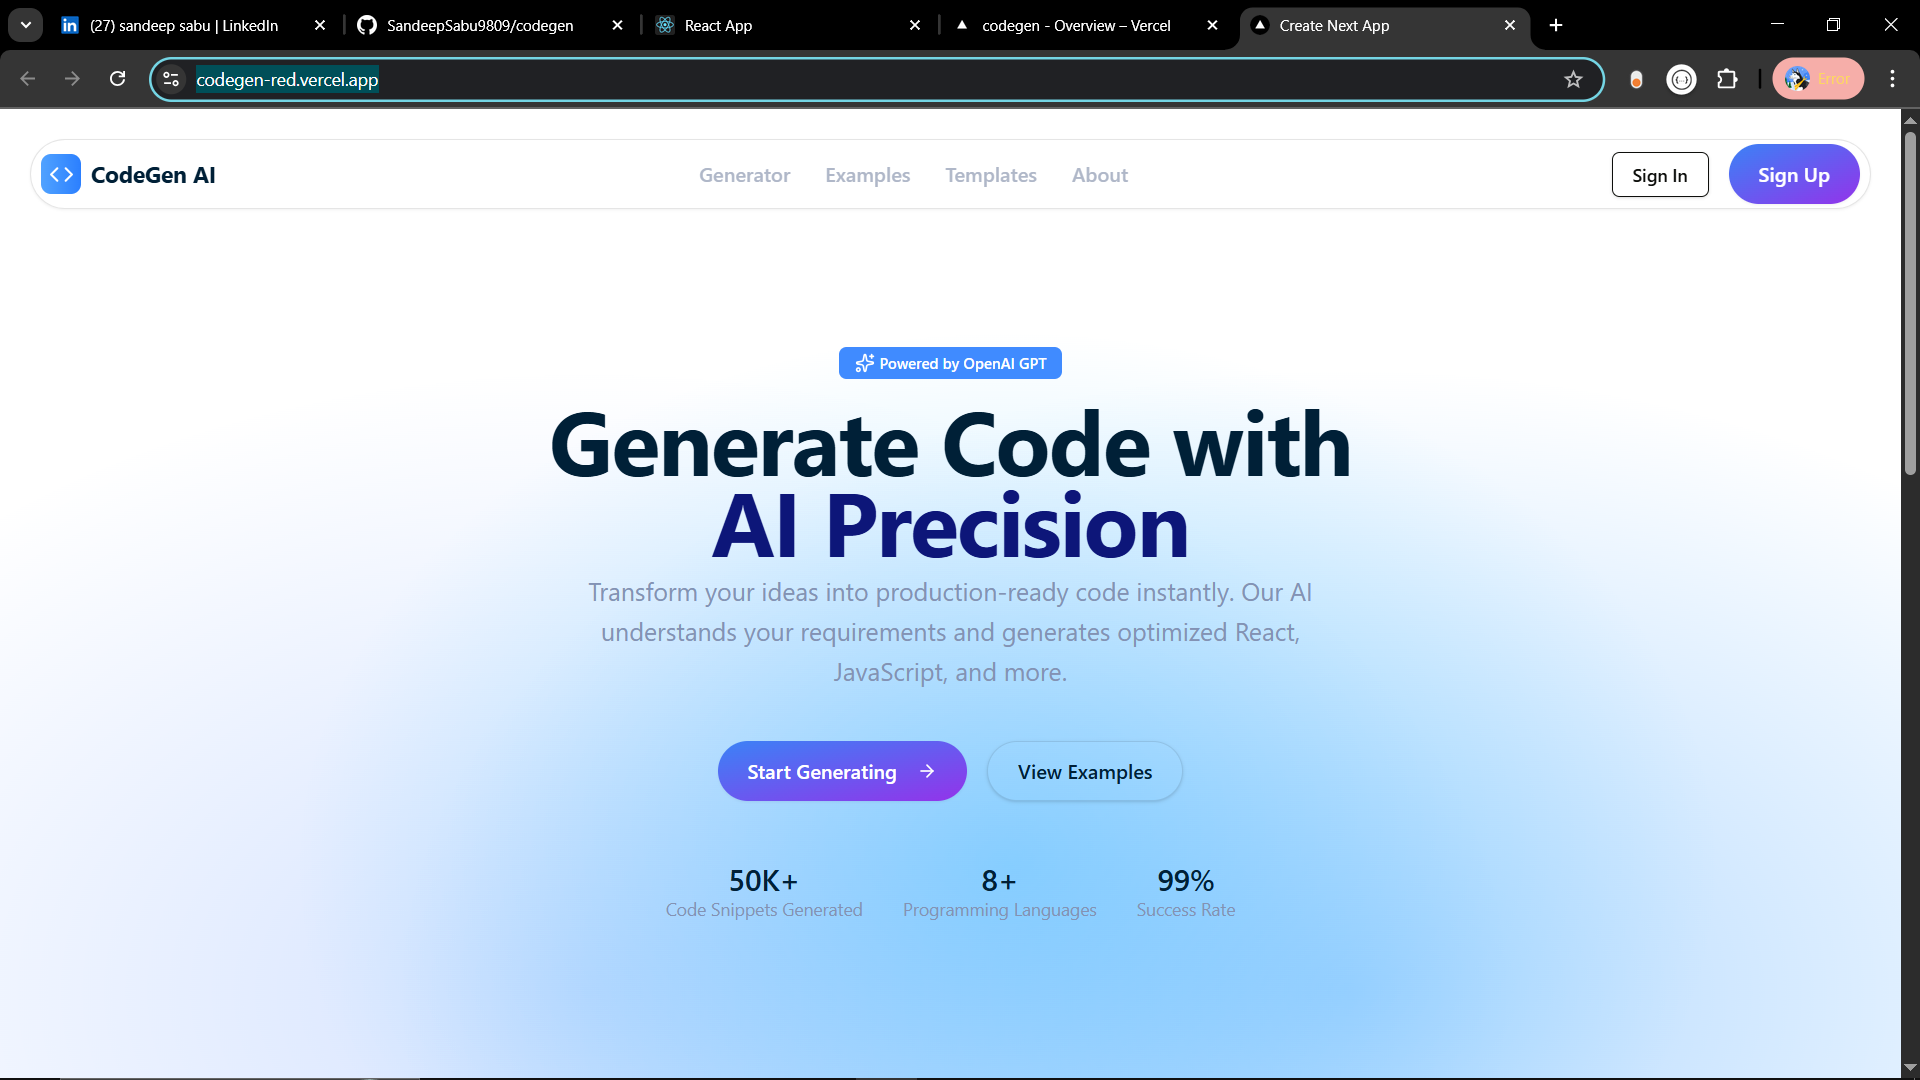 (27) sandeep sabu | LinkedIn
SandeepSabu9809/codegen
React App
codegen - Overview – Vercel
Create Next App
codegen-red.vercel.app
Error
CodeGen AI
Generator
Examples
Templates
About
Sign In
Sign Up
Powered by OpenAI GPT
Generate Code with
AI Precision
Transform your ideas into production-ready code instantly. Our AI
understands your requirements and generates optimized React,
JavaScript, and more.
Start Generating
View Examples
50K+
Code Snippets Generated
8+
Programming Languages
99%
Success Rate